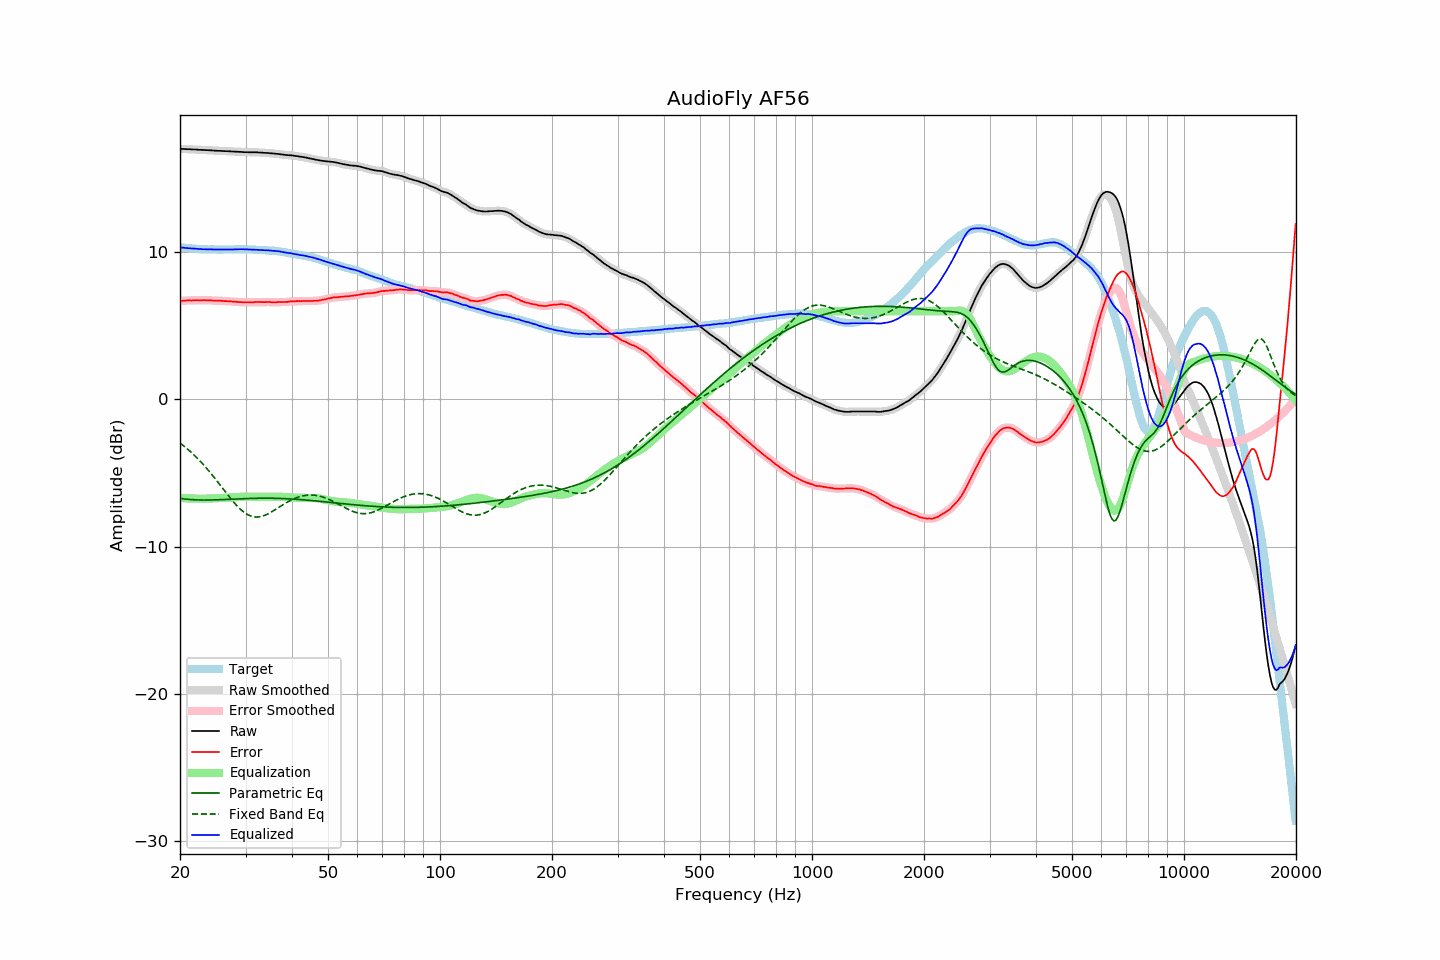 AudioFly AF56
Amplitude (dBr)
10
0
−10
−20
−30
Target
Raw Smoothed
Error Smoothed
Raw
Error
Equalization
Parametric Eq
Fixed Band Eq
Equalized
20 50 100 200 500 1000 2000 5000 10000 20000
Frequency (Hz)